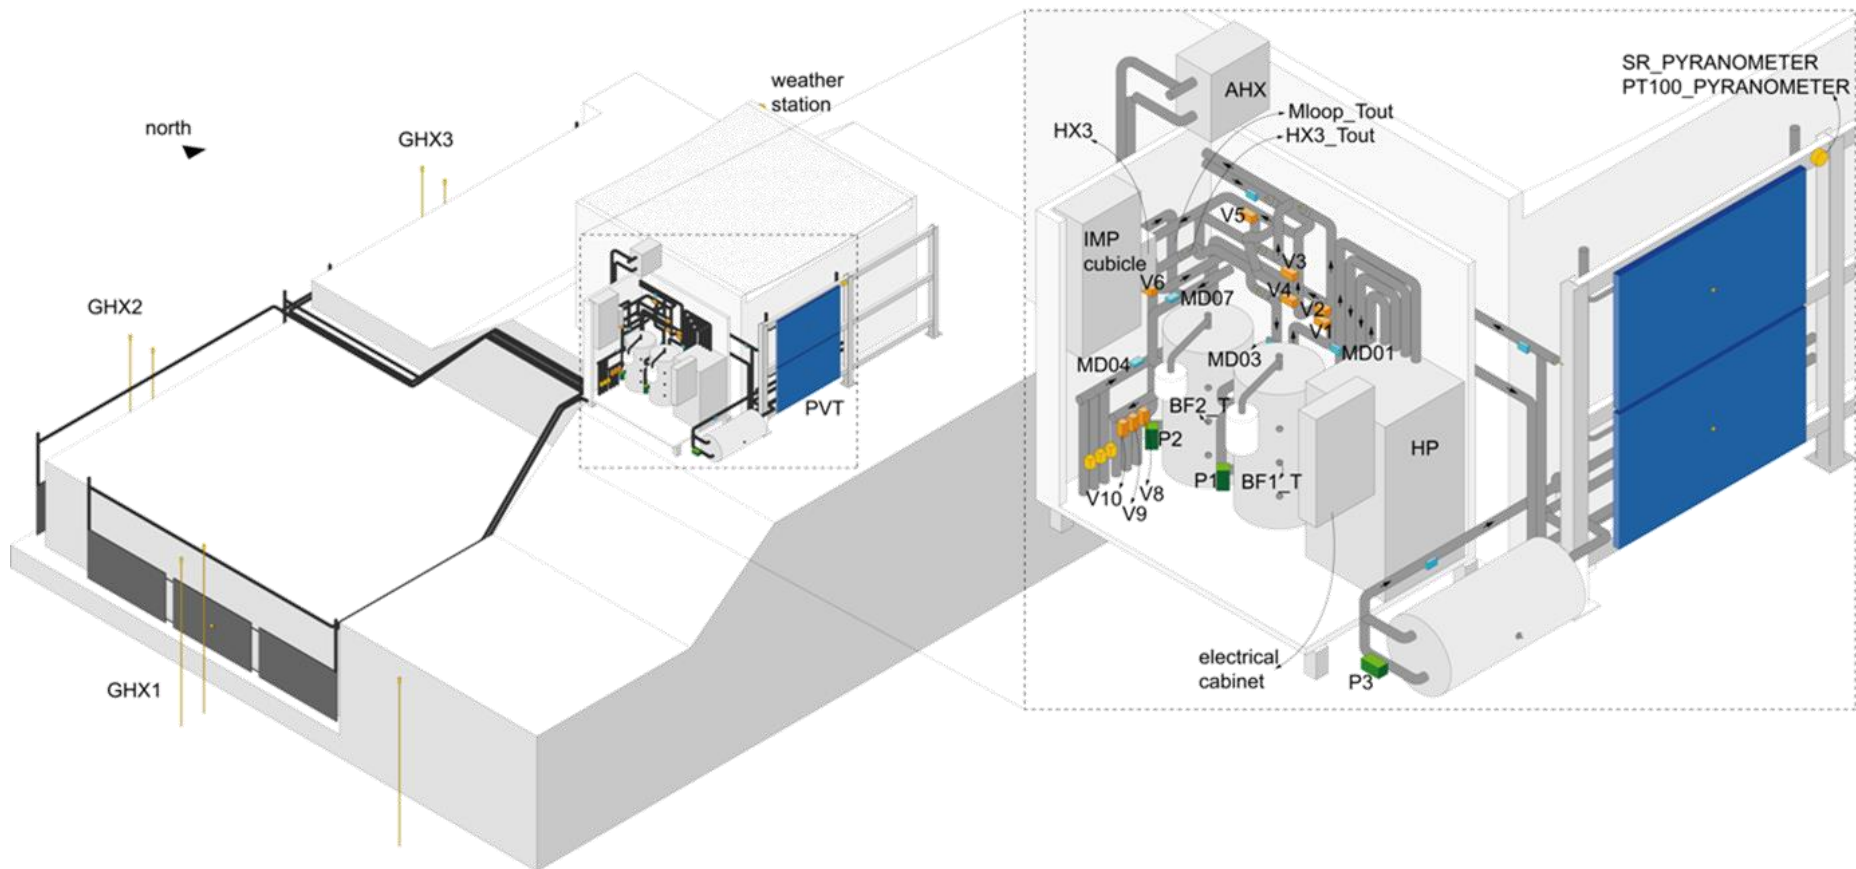 weather
station
north
GHX3
GHX2
PVT
GHX1
SR_PYRANOMETER
PT100_PYRANOMETER
AHX
Mloop_Tout
HX3
HX3_Tout
V5
IMP
cubicle
V3
V6
V4
MD07
V2
V1
MD03
MD01
MD04
BF2_T
P2
HP
P1
BF1_T
V10
V8
V9
electrical
cabinet
P3